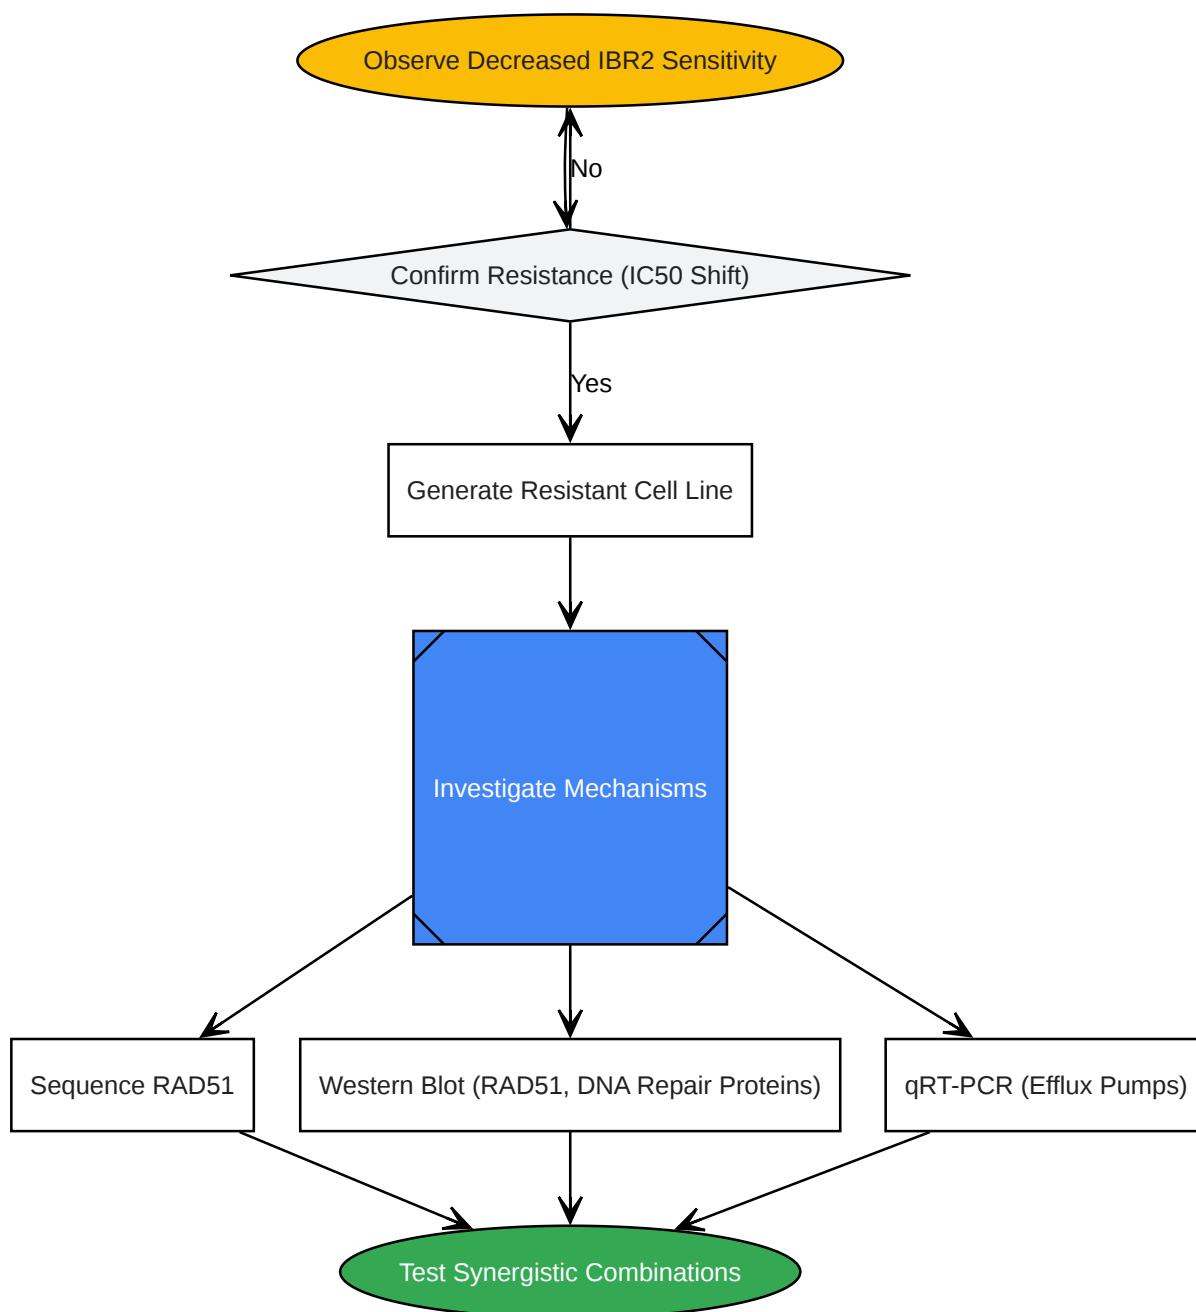 Observe Decreased IBR2 Sensitivity
No
Confirm Resistance (IC50 Shift)
Yes
Generate Resistant Cell Line
Investigate Mechanisms
Sequence RAD51
Western Blot (RAD51, DNA Repair Proteins)
qRT-PCR (Efflux Pumps)
Test Synergistic Combinations